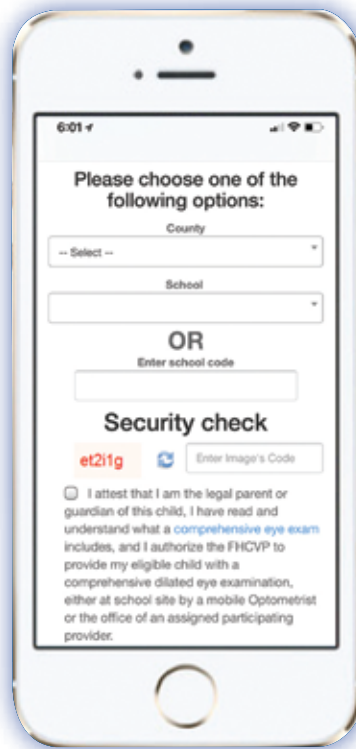 6:01
Please choose one of the
following options:
County
-- Select --
School
OR
Enter school code
Security check
et2i1g
Enter Image's Code
I attest that I am the legal parent or
guardian of this child, I have read and
understand what a comprehensive eye exam
includes, and I authorize the FHCVP to
provide my eligible child with a
comprehensive dilated eye examination,
either at school site by a mobile Optometrist
or the office of an assigned participating
provider.